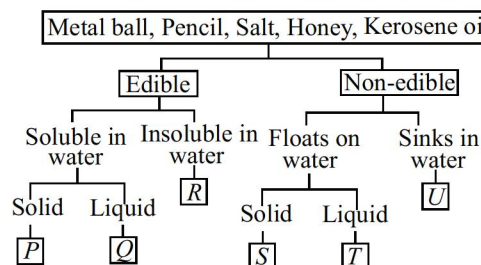 Metal ball, Pencil, Salt, Honey, Kerosene oi
Edible
Non-edible
Soluble in water
Insoluble in water
Floats on water
Sinks in water
R
U
Solid
Liquid
Solid
Liquid
P
Q
S
T